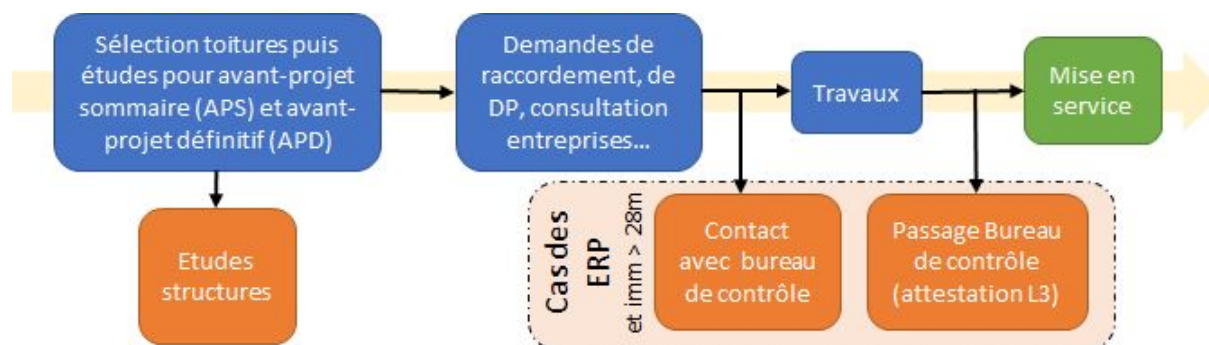 Sélection toitures puis
études pour avant-projet
sommaire (APS) et avant-
projet définitif (APD)
Demandes de
raccordement, de
DP, consultation
entreprises...
Travaux
Mise en
service
Etudes
structures
Cas des
ERP
et imm > 28m
Contact
avec bureau
de contrôle
Passage Bureau
de contrôle
(attestation L3)